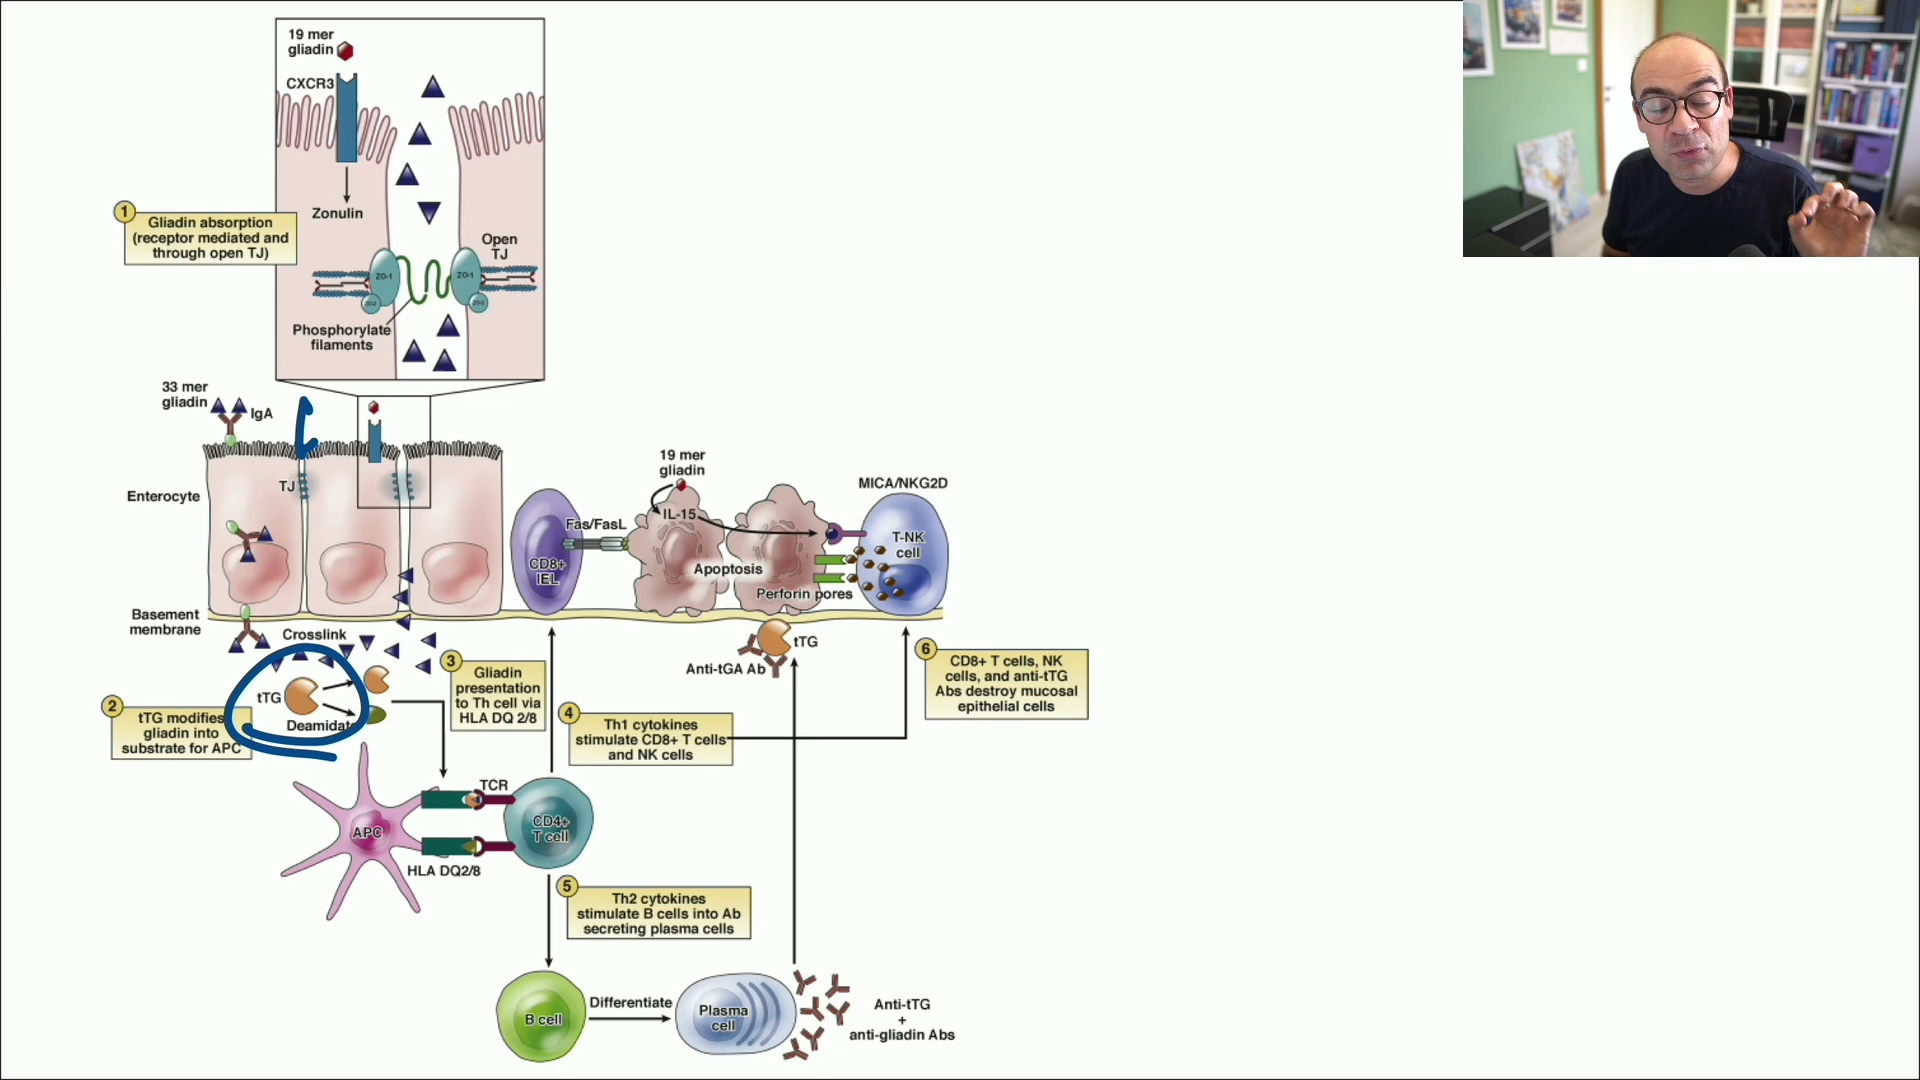 19 mer
gliadin
CXCR3
Zonulin
1
Gliadin absorption
(receptor mediated and
through open TJ)
Open
TJ
ZO-1
ZO-1
ZO-2
ZO-2
Phosphorylate
filaments
33 mer
gliadin
IgA
TJ
Enterocyte
Basement
membrane
Crosslink
tTG
Deamidate
2
tTG modifies
gliadin into
substrate for APC
3
Gliadin
presentation
to Th cell via
HLA DQ 2/8
CD8+
IEL
Fas/FasL
19 mer
gliadin
IL-15
Apoptosis
Perforin pores
MICA/NKG2D
T-NK
cell
tTG
Anti-tGA Ab
4
Th1 cytokines
stimulate CD8+ T cells
and NK cells
6
CD8+ T cells, NK
cells, and anti-tTG
Abs destroy mucosal
epithelial cells
APC
TCR
HLA DQ2/8
CD4+
T cell
5
Th2 cytokines
stimulate B cells into Ab
secreting plasma cells
B cell
Differentiate
Plasma
cell
Anti-tTG
+
anti-gliadin Abs